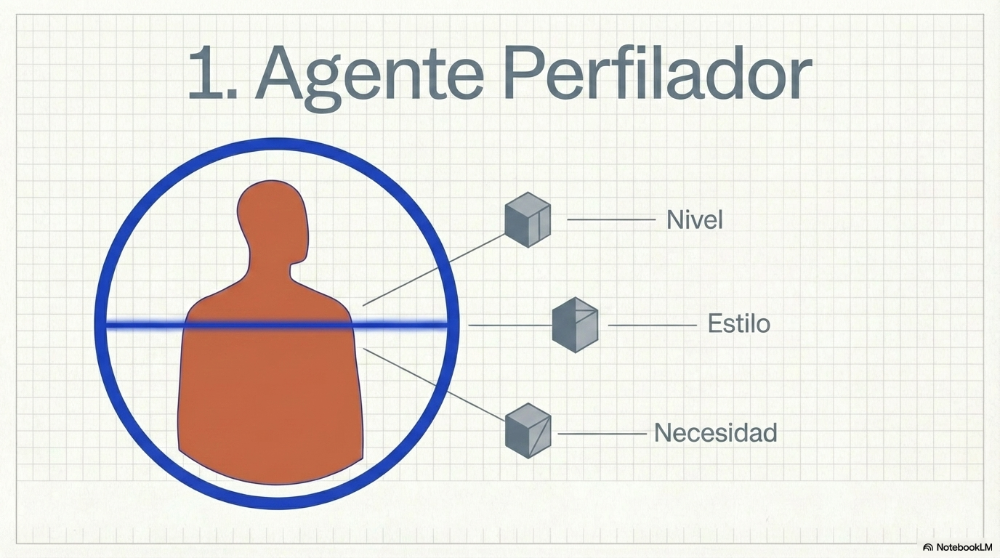 1. Agente Perfilador
Nivel
Estilo
Necesidad
NotebookLM